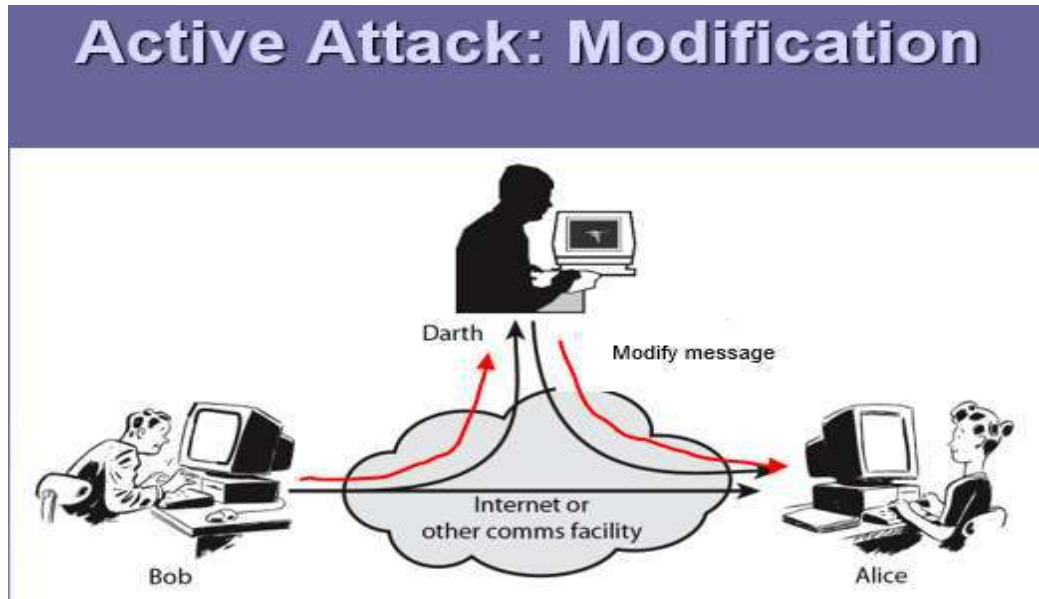 Active Attack: Modification
Darth
Modify message
Internet or
other comms facility
Bob
Alice